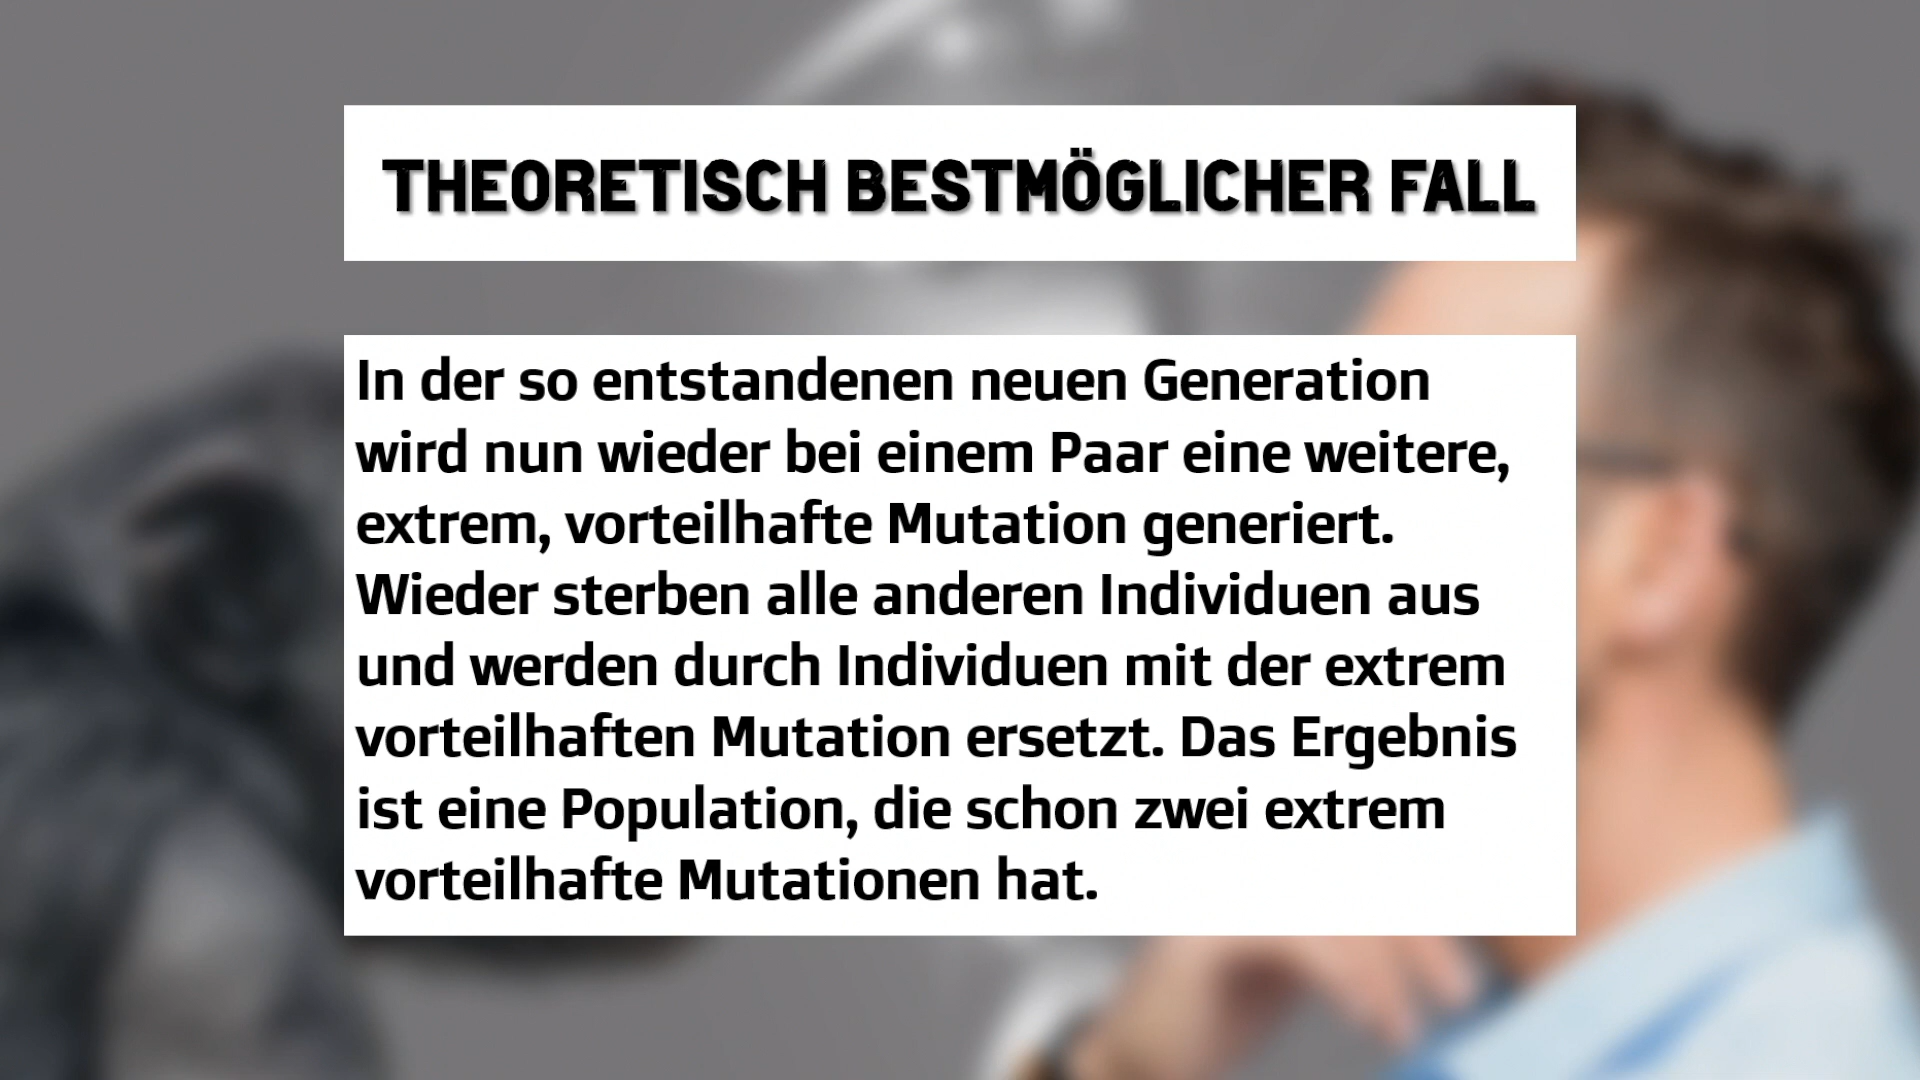 THEORETISCH BESTMÖGLICHER FALL
In der so entstandenen neuen Generation
wird nun wieder bei einem Paar eine weitere,
extrem, vorteilhafte Mutation generiert.
Wieder sterben alle anderen Individuen aus
und werden durch Individuen mit der extrem
vorteilhaften Mutation ersetzt. Das Ergebnis
ist eine Population, die schon zwei extrem
vorteilhafte Mutationen hat.